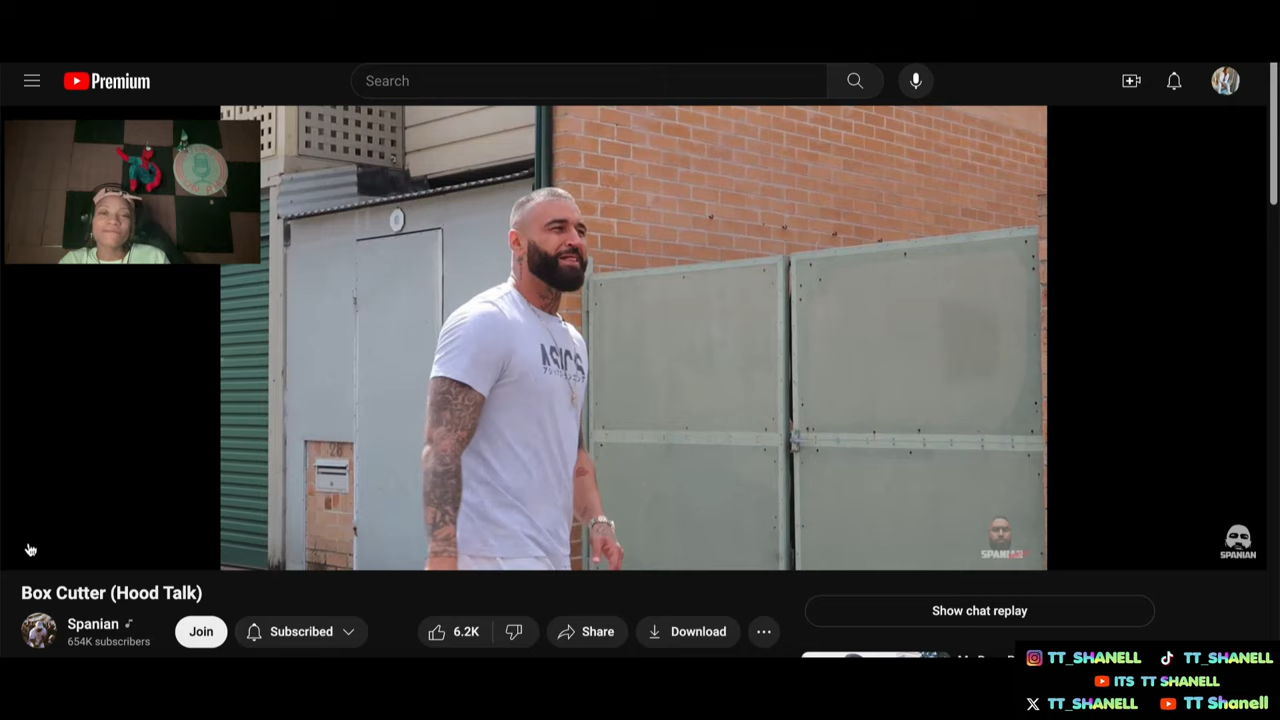 Premium
Search
ASICS
28
SPANIAN
SPANIAN
Box Cutter (Hood Talk)
Spanian
654K subscribers
Join
Subscribed
6.2K
Share
Download
Show chat replay
TT_SHANELL
TT_SHANELL
ITS TT SHANELL
TT_SHANELL
TT Shanell